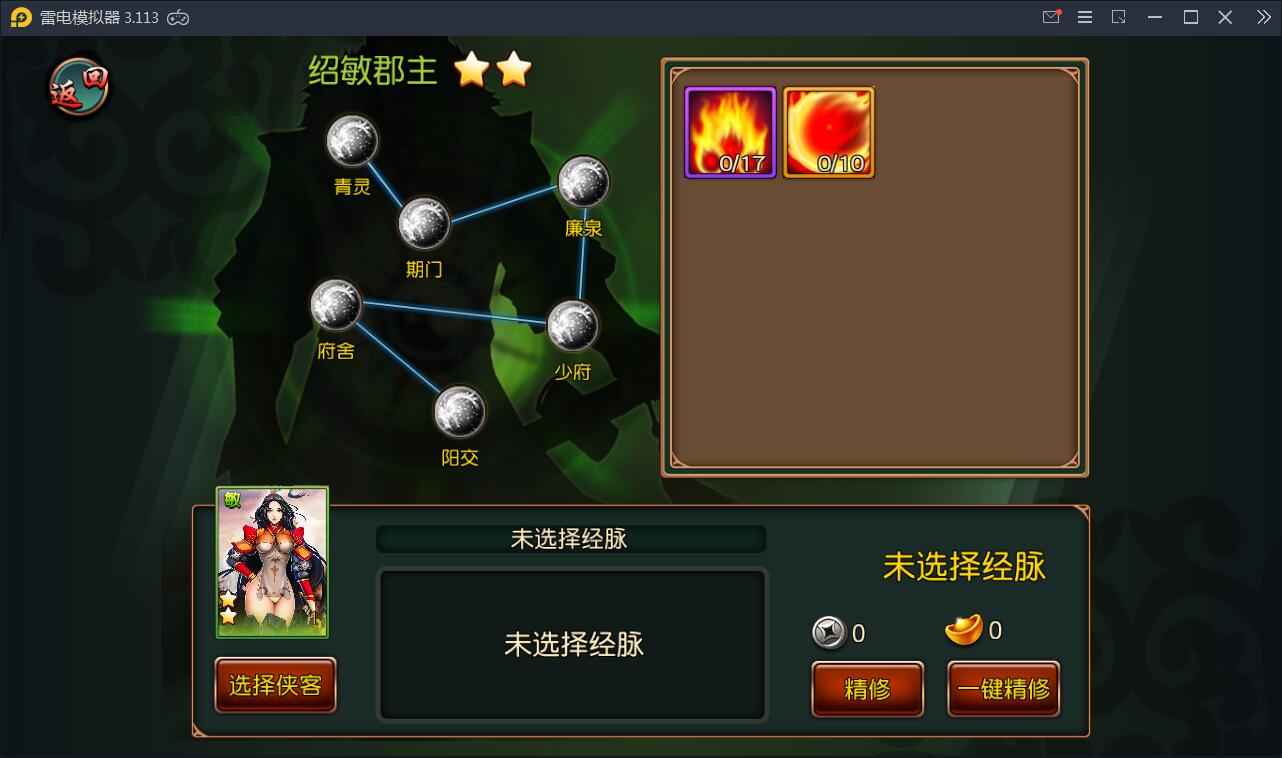 雷电模拟器 3.113
返回
绍敏郡主
0/17
0/10
青灵
廉泉
期门
府舍
少府
阳交
敏
未选择经脉
未选择经脉
未选择经脉
0
0
选择侠客
精修
一键精修